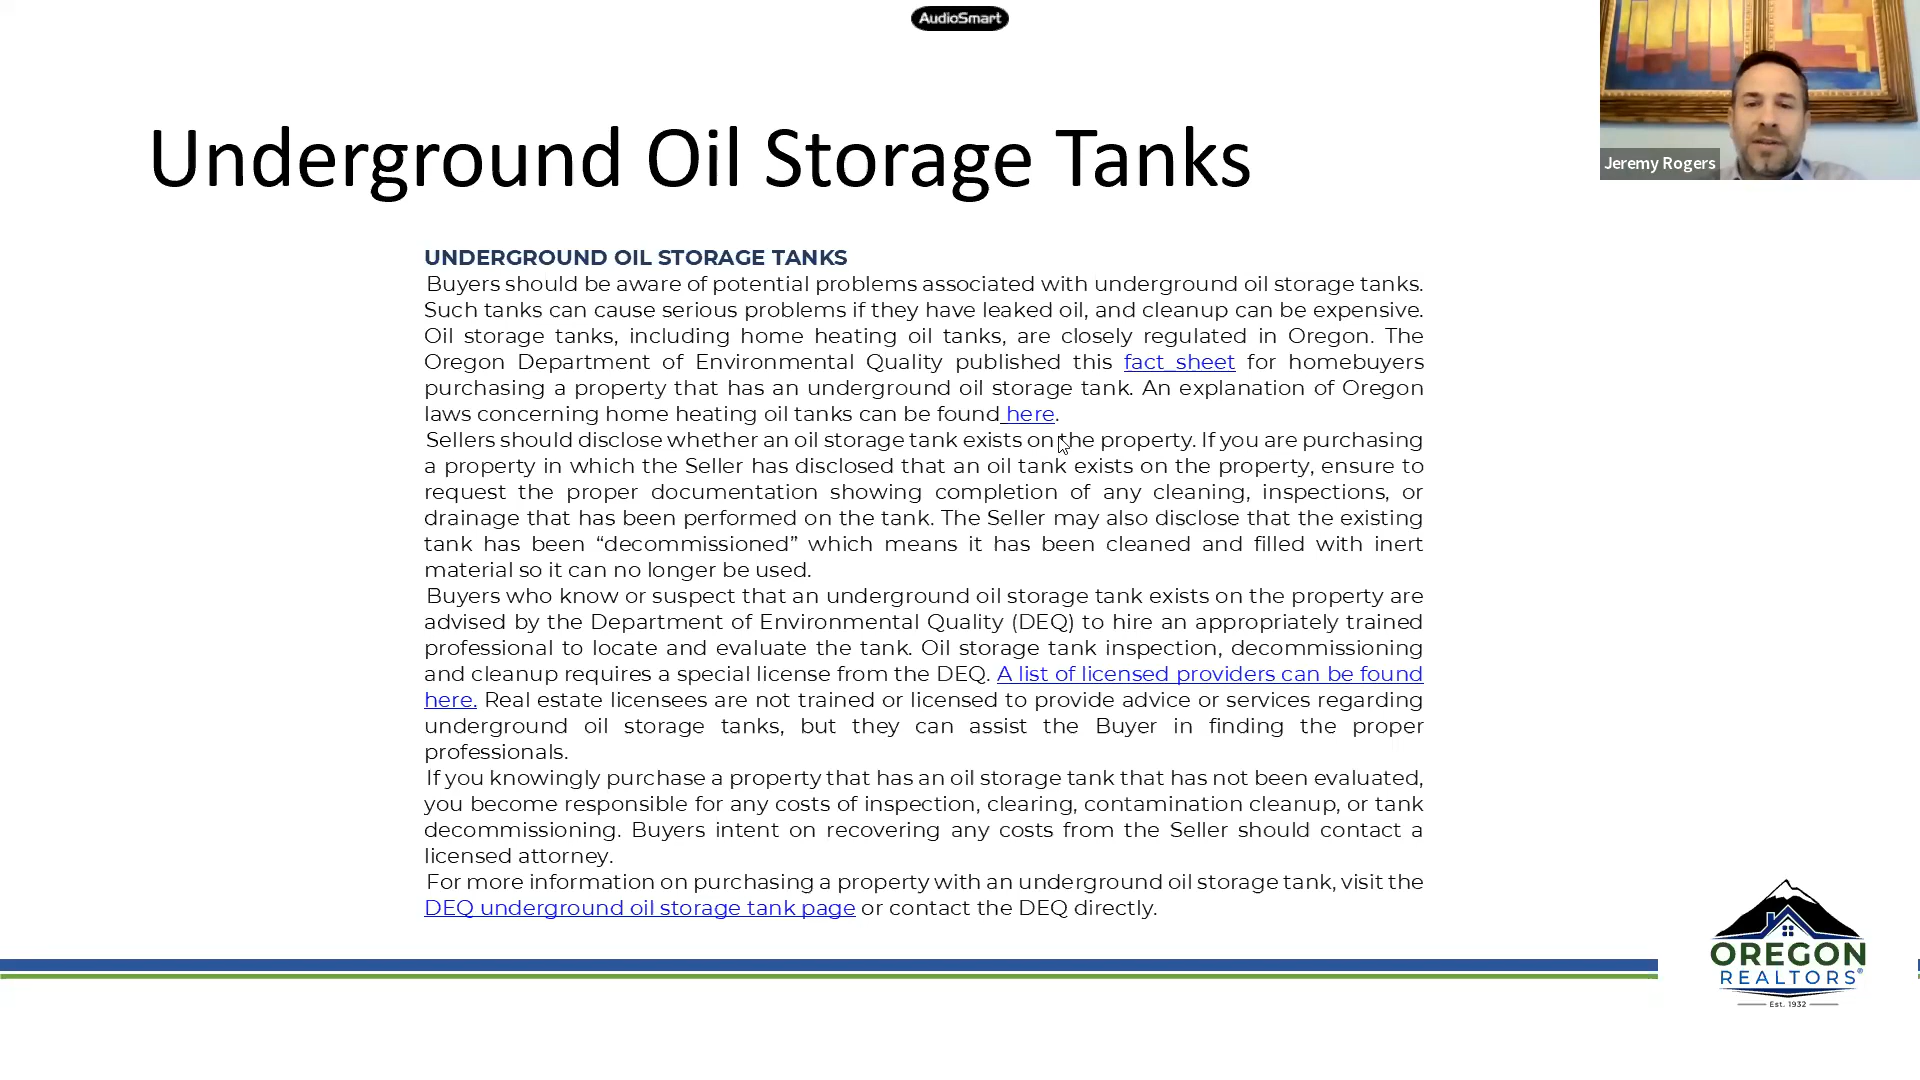 AudioSmart
Jeremy Rogers
Underground Oil Storage Tanks
UNDERGROUND OIL STORAGE TANKS
Buyers should be aware of potential problems associated with underground oil storage tanks.
Such tanks can cause serious problems if they have leaked oil, and cleanup can be expensive.
Oil storage tanks, including home heating oil tanks, are closely regulated in Oregon. The
Oregon Department of Environmental Quality published this fact sheet for homebuyers
purchasing a property that has an underground oil storage tank. An explanation of Oregon
laws concerning home heating oil tanks can be found here.
Sellers should disclose whether an oil storage tank exists on the property. If you are purchasing
a property in which the Seller has disclosed that an oil tank exists on the property, ensure to
request the proper documentation showing completion of any cleaning, inspections, or
drainage that has been performed on the tank. The Seller may also disclose that the existing
tank has been “decommissioned” which means it has been cleaned and filled with inert
material so it can no longer be used.
Buyers who know or suspect that an underground oil storage tank exists on the property are
advised by the Department of Environmental Quality (DEQ) to hire an appropriately trained
professional to locate and evaluate the tank. Oil storage tank inspection, decommissioning
and cleanup requires a special license from the DEQ. A list of licensed providers can be found
here. Real estate licensees are not trained or licensed to provide advice or services regarding
underground oil storage tanks, but they can assist the Buyer in finding the proper
professionals.
If you knowingly purchase a property that has an oil storage tank that has not been evaluated,
you become responsible for any costs of inspection, clearing, contamination cleanup, or tank
decommissioning. Buyers intent on recovering any costs from the Seller should contact a
licensed attorney.
For more information on purchasing a property with an underground oil storage tank, visit the
DEQ underground oil storage tank page or contact the DEQ directly.
OREGON
REALTORS®
Est. 1932